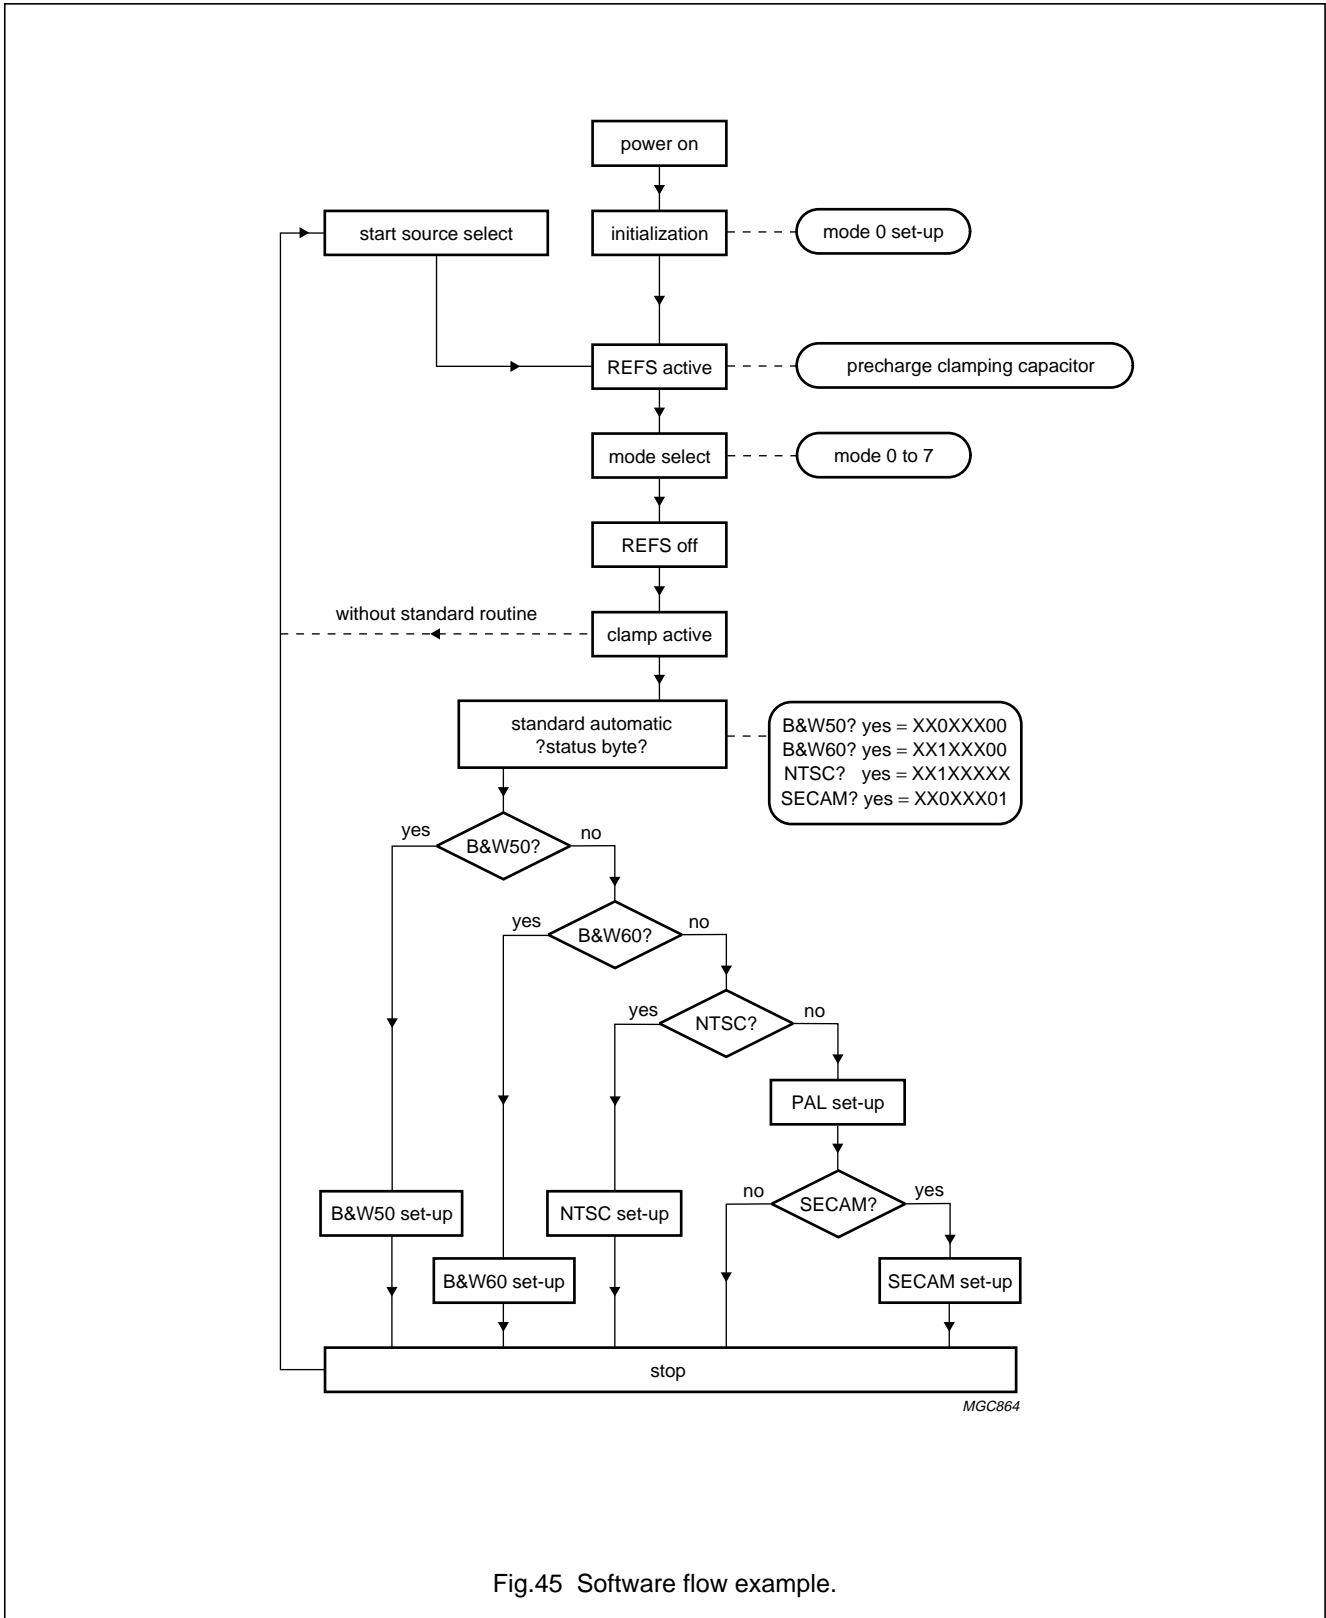 power on
start source select
initialization
mode 0 set-up
REFS active
precharge clamping capacitor
mode select
mode 0 to 7
REFS off
without standard routine
clamp active
standard automatic
?status byte?
B&W50? yes = XX0XXX00
B&W60? yes = XX1XXX00
NTSC? yes = XX1XXXXX
SECAM? yes = XX0XXX01
yes
B&W50?
no
yes
B&W60?
no
yes
NTSC?
no
PAL set-up
no
SECAM?
yes
B&W50 set-up
NTSC set-up
B&W60 set-up
SECAM set-up
stop
MGC864
Fig.45 Software flow example.